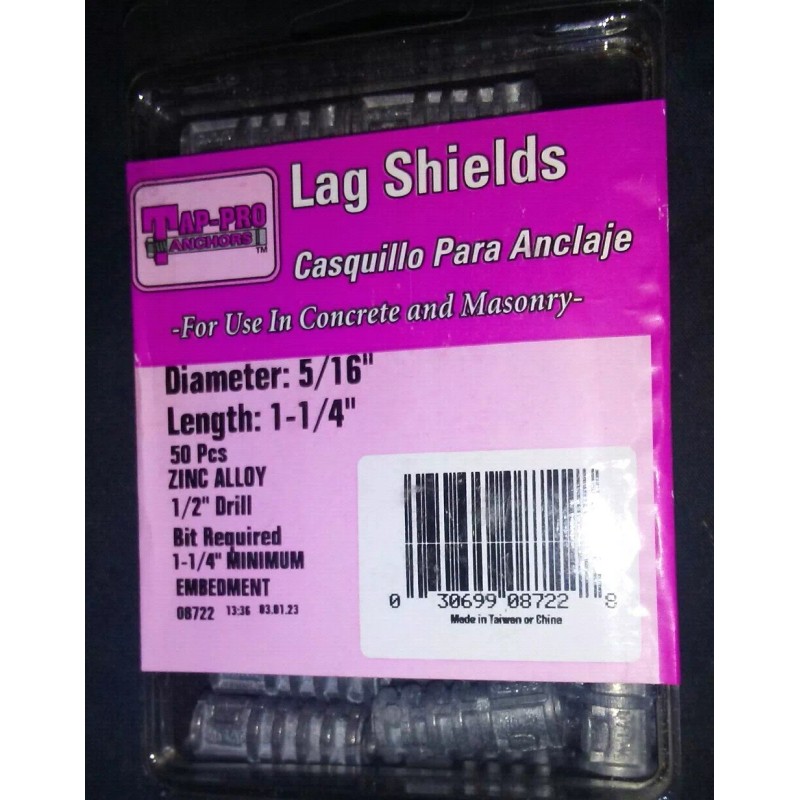 TAP-PRO
ANCHORS
TM
Lag Shields
Casquillo Para Anclaje
-For Use In Concrete and Masonry-
Diameter: 5/16"
Length: 1-1/4"
50 Pcs
ZINC ALLOY
1/2" Drill
Bit Required
1-1/4" MINIMUM
EMBEDMENT
08722 13:36 03.01.23
0 30699 08722 8
Made in Taiwan or China